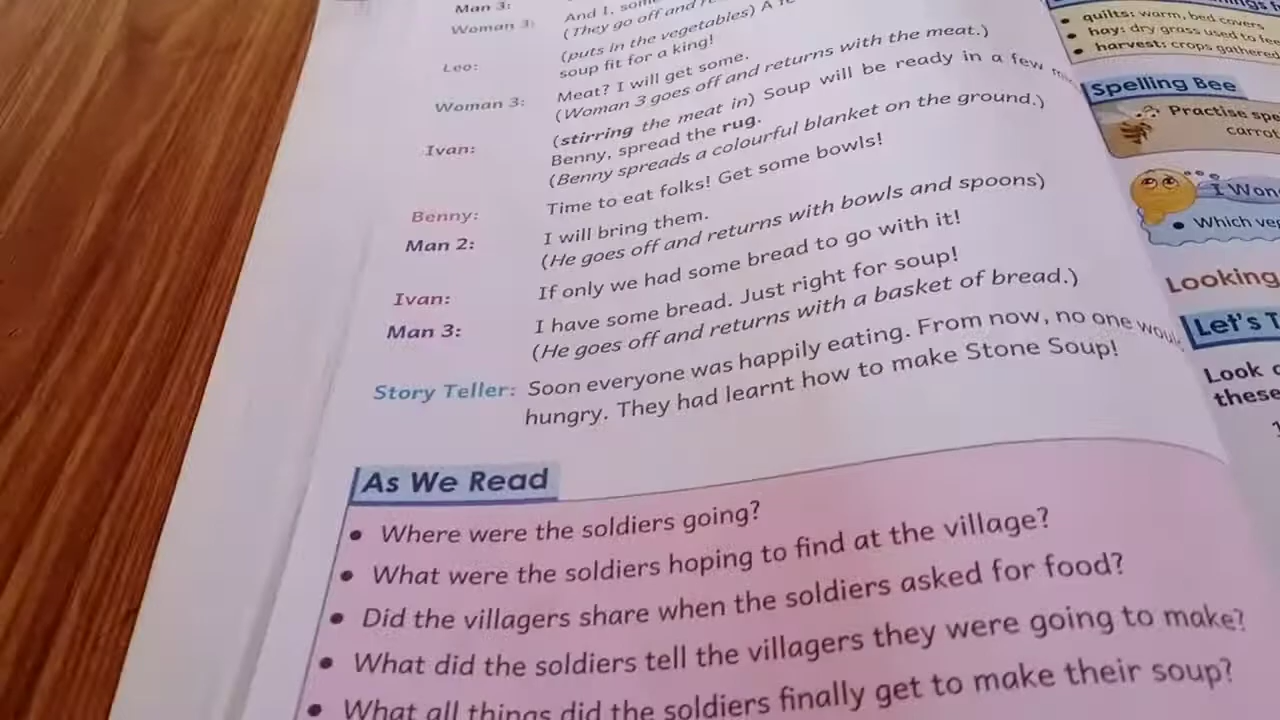 Man 3:
And I, some
Woman 3:
(They go off and
(puts in the vegetables) A
Leo:
soup fit for a king!
Woman 3:
Meat? I will get some.
(Woman 3 goes off and returns with the meat.)
Ivan:
(stirring the meat in) Soup will be ready in a few
Benny, spread the rug.
(Benny spreads a colourful blanket on the ground.)
Benny:
Time to eat folks! Get some bowls!
Man 2:
I will bring them.
(He goes off and returns with bowls and spoons)
Ivan:
If only we had some bread to go with it!
Man 3:
I have some bread. Just right for soup!
(He goes off and returns with a basket of bread.)
Story Teller: Soon everyone was happily eating. From now, no one
hungry. They had learnt how to make Stone Soup!
As We Read
• Where were the soldiers going?
• What were the soldiers hoping to find at the village?
• Did the villagers share when the soldiers asked for food?
• What did the soldiers tell the villagers they were going to make?
• What all things did the soldiers finally get to make their soup?
• quilts: warm, bed covers
• hay: dry grass used to
• harvest: crops gathered
Spelling Bee
Practise
I
• Which
Looking
Let's
Look
these